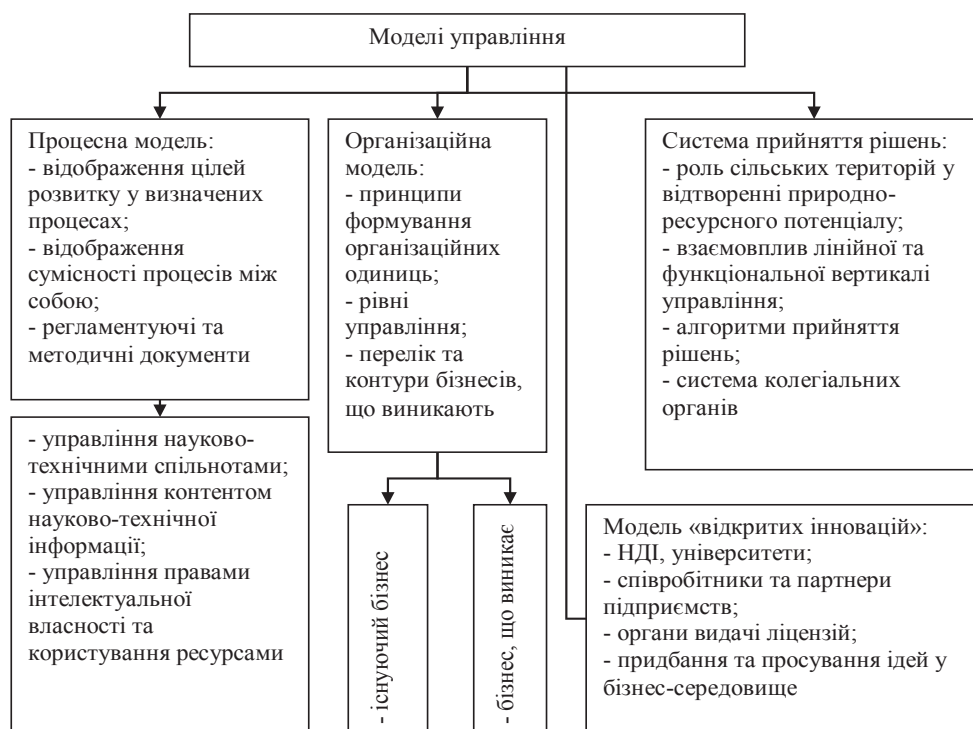 Моделі управління
Процесна модель:
- відображення цілей
розвитку у визначених
процесах;
- відображення
сумісності процесів між
собою;
- регламентуючі та
методичні документи
Організаційна
модель:
- принципи
формування
організаційних
одиниць;
- рівні
управління;
- перелік та
контури бізнесів,
що виникають
Система прийняття рішень:
- роль сільських територій у
відтворенні природно-
ресурсного потенціалу;
- взаємовплив лінійної та
функціональної вертикалі
управління;
- алгоритми прийняття
рішень;
- система колегіальних
органів
- управління науково-
технічними спільнотами;
- управління контентом
науково-технічної
інформації;
- управління правами
інтелектуальної
власності та
користування ресурсами
- існуючий бізнес
- бізнес, що виникає
Модель «відкритих інновацій»:
- НДІ, університети;
- співробітники та партнери
підприємств;
- органи видачі ліцензій;
- придбання та просування ідей у
бізнес-середовище